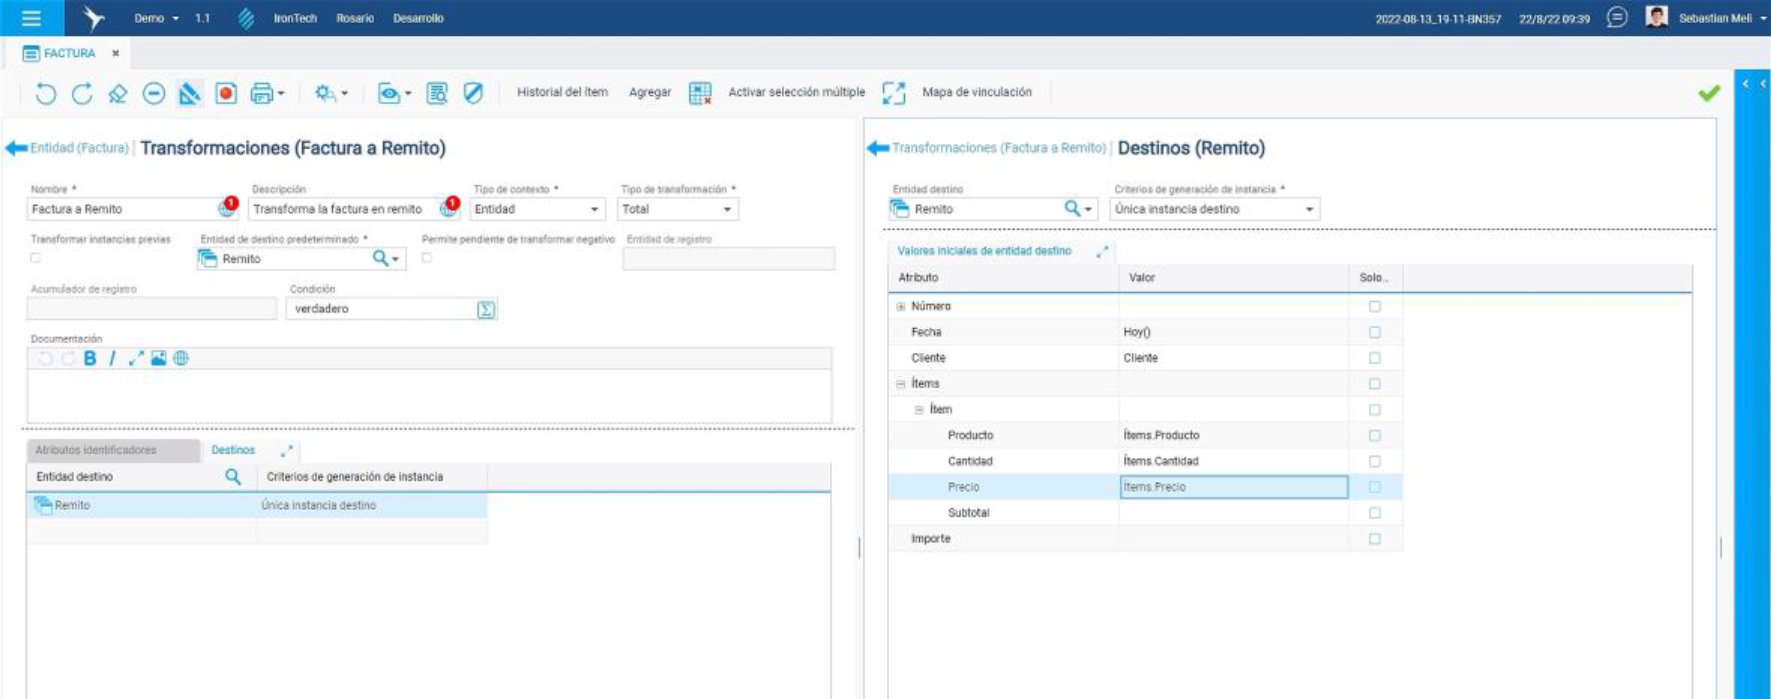 Demo 1.1 IronTech Rosario Desarrollo 2022-08-13_19-11-BN357 22/8/22 09:39 Sebastian Meli
FACTURA
Historial del ítem Agregar Activar selección múltiple Mapa de vinculación
Entidad (Factura) | Transformaciones (Factura a Remito)
Nombre * Descripción Tipo de contexto * Tipo de transformación *
Factura a Remito 1 Transforma la factura en remito 1 Entidad Total
Transformar instancias previas Entidad de destino predeterminado * Permite pendiente de transformar negativo Entidad de registro
Remito
Acumulador de registro Condición
verdadero
Documentación
B I
Atributos identificadores Destinos
Entidad destino Criterios de generación de instancia
Remito Única instancia destino
Transformaciones (Factura a Remito) | Destinos (Remito)
Entidad destino Criterios de generación de instancia *
Remito Única instancia destino
Valores iniciales de entidad destino
Atributo Valor Solo...
Número
Fecha Hoy()
Cliente Cliente
Ítems
Ítem
Producto Ítems.Producto
Cantidad Ítems.Cantidad
Precio Ítems.Precio
Subtotal
Importe